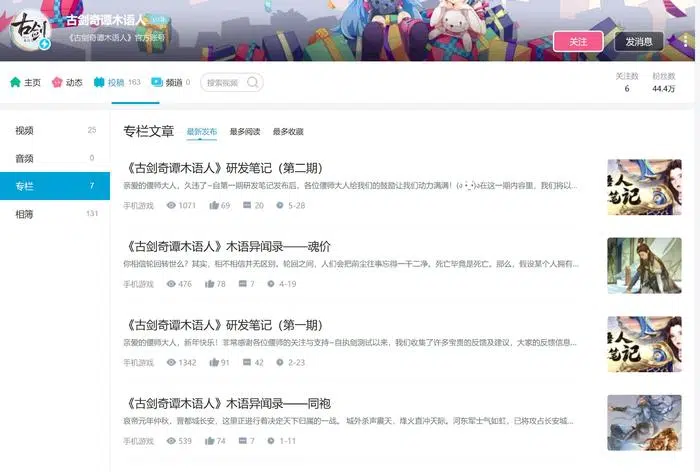 古剑
古剑奇谭木语人
《古剑奇谭木语人》官方账号
关注
发消息
主页
动态
投稿 163
频道 0
搜索视频
关注数
粉丝数
6
44.4万
视频 25
音频 0
专栏 7
相簿 131
专栏文章
最新发布
最多阅读
最多收藏
《古剑奇谭木语人》研发笔记（第二期）
亲爱的偃师大人，久违了~自第一期研发笔记发布后，各位偃师大人给我们的鼓励让我们动力满满！在这一期内容里，我们将以...
手机游戏 1071 69 20 5-28
人
笔记
《古剑奇谭木语人》木语异闻录——魂价
你相信轮回转世么？其实，相不相信并无区别。轮回之间，人们会把前尘往事忘得一干二净。死亡毕竟是死亡。那么，假设某个人拥有...
手机游戏 476 78 7 4-19
《古剑奇谭木语人》研发笔记（第一期）
亲爱的偃师大人，新年快乐！非常感谢各位偃师的关注与支持~自执剑测试以来，我们收集了许多宝贵的反馈及建议，大家的反馈信息...
手机游戏 1342 91 42 2-23
人
笔记
《古剑奇谭木语人》木语异闻录——同袍
哀帝元年仲秋，晋都城长安，这里正进行着决定天下归属的一战。 城外杀声震天，烽火直冲天际。河东军士气如虹，已将攻占长安城...
手机游戏 539 74 7 1-11